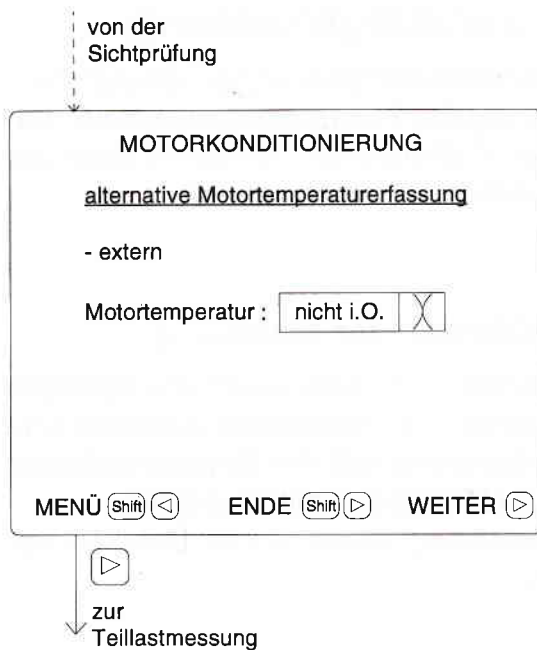 von der
Sichtprüfung
MOTORKONDITIONIERUNG
alternative Motortemperaturerfassung
- extern
Motortemperatur : nicht i.O.
MENÜ Shift ENDE Shift WEITER
zur
Teillastmessung